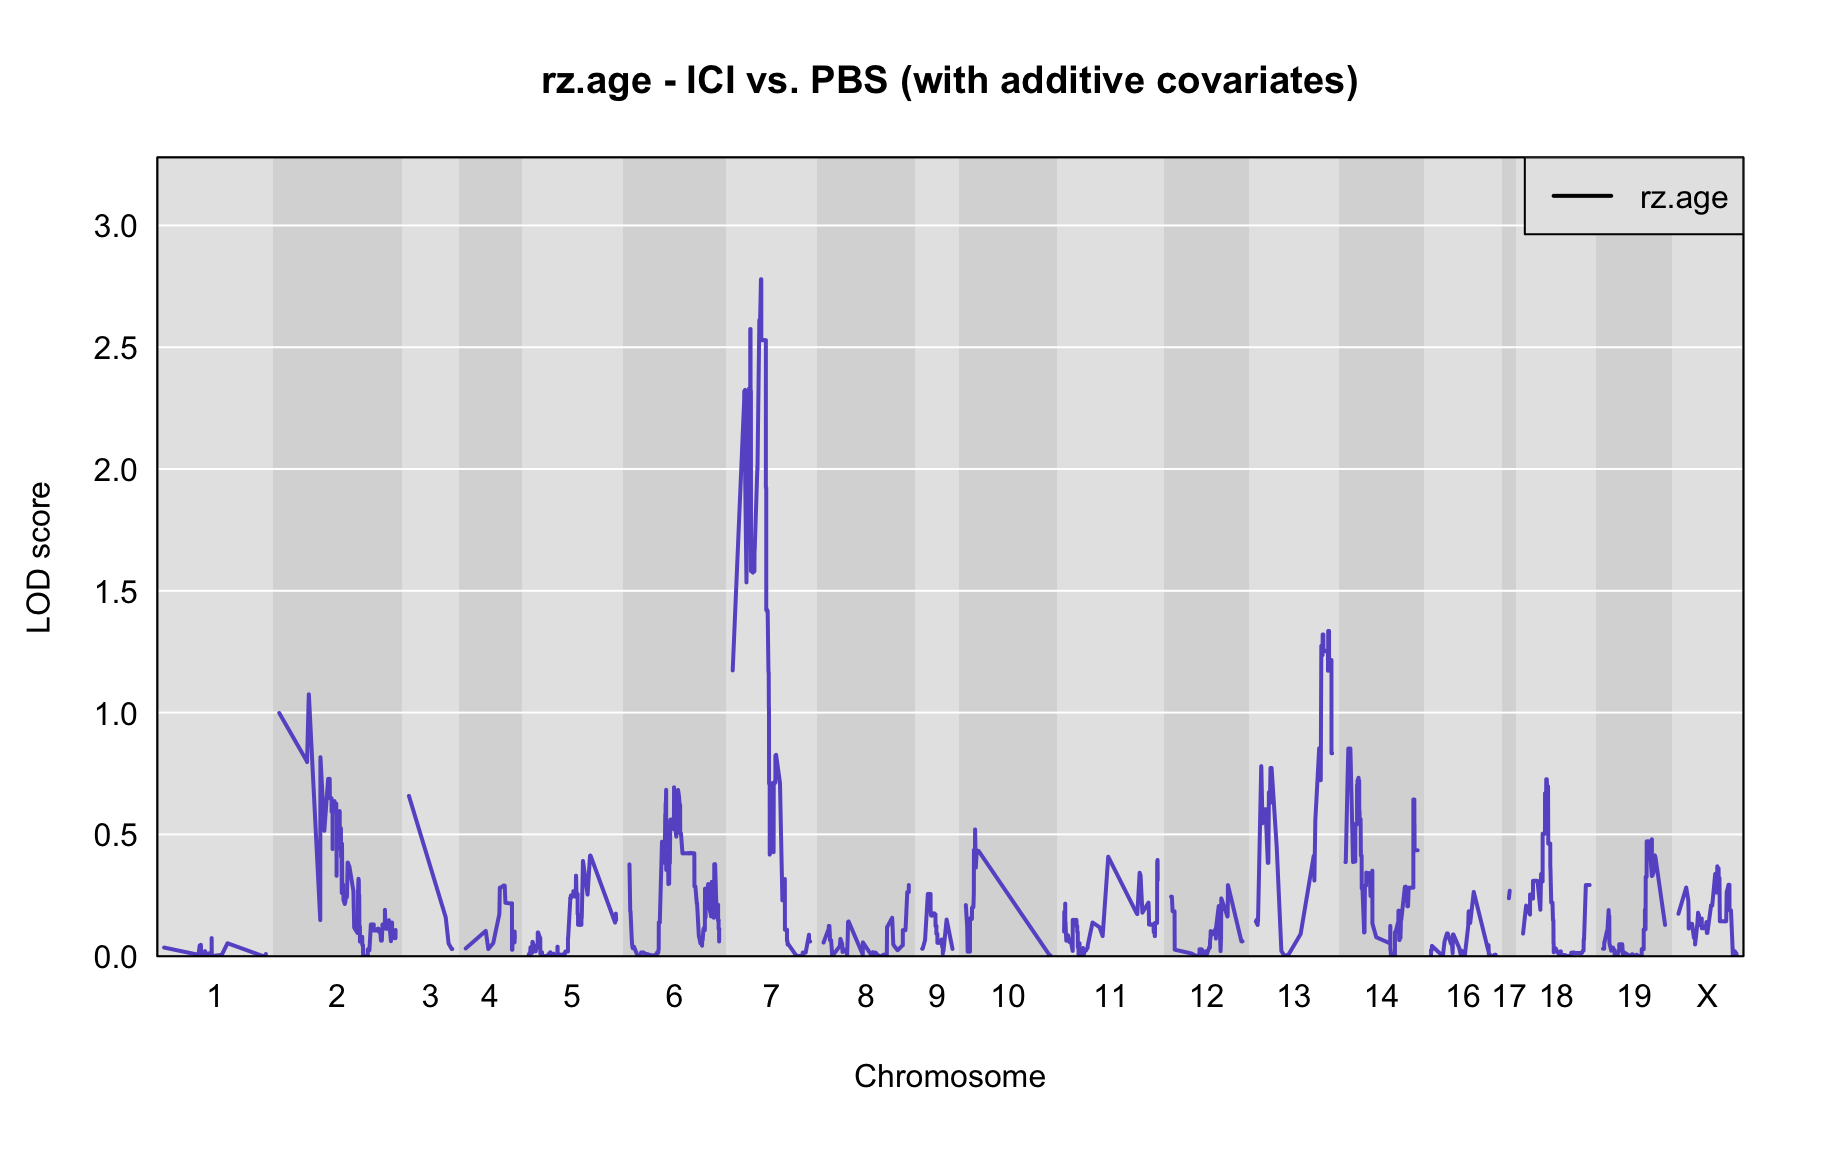 rz.age - ICI vs. PBS (with additive covariates)
rz.age
3.0
2.5
2.0
1.5
1.0
0.5
0.0
LOD score
1 2 3 4 5 6 7 8 9 10 11 12 13 14 16 17 18 19 X
Chromosome